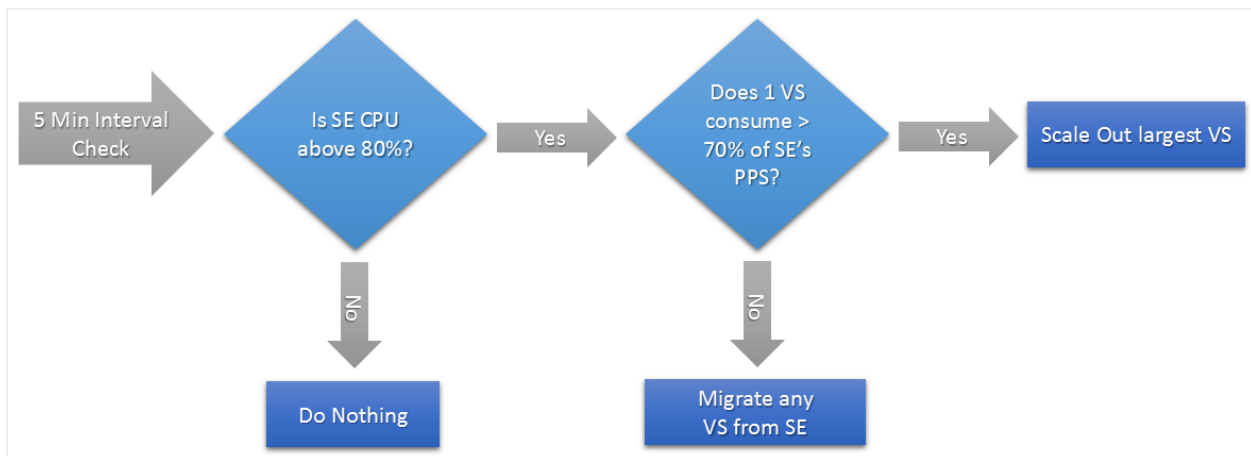 5 Min Interval
Check
Is SE CPU
above 80%?
Yes
Does 1 VS
consume >
70% of SE’s
PPS?
Yes
Scale Out largest VS
No
No
Do Nothing
Migrate any
VS from SE